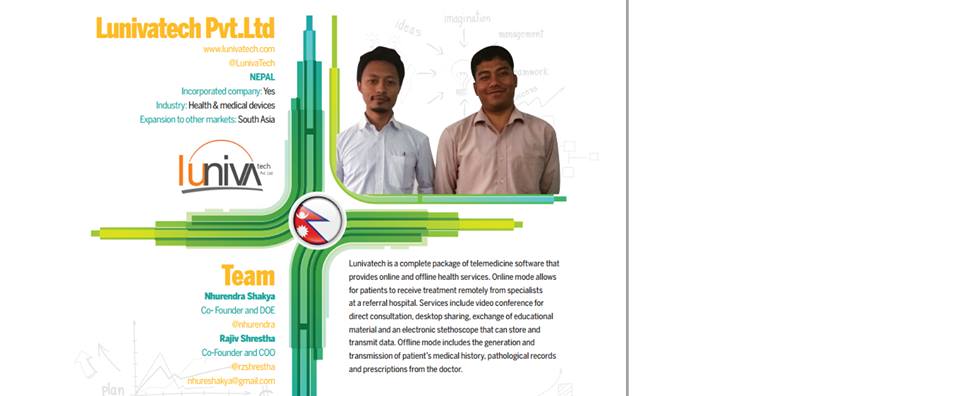 Lunivatech Pvt.Ltd
www.lunivatech.com
@LunivaTech
NEPAL
Incorporated company: Yes
Industry: Health & medical devices
Expansion to other markets: South Asia
luniva tech
Pvt. Ltd
ideas
imagination
management
Team
Nhurendra Shakya
Co- Founder and DOE
@nhurendra
Rajiv Shrestha
Co-Founder and COO
@rzshrestha
nhureshakya@gmail.com
plan
Lunivatech is a complete package of telemedicine software that
provides online and offline health services. Online mode allows
for patients to receive treatment remotely from specialists
at a referral hospital. Services include video conference for
direct consultation, desktop sharing, exchange of educational
material and an electronic stethoscope that can store and
transmit data. Offline mode includes the generation and
transmission of patient's medical history, pathological records
and prescriptions from the doctor.